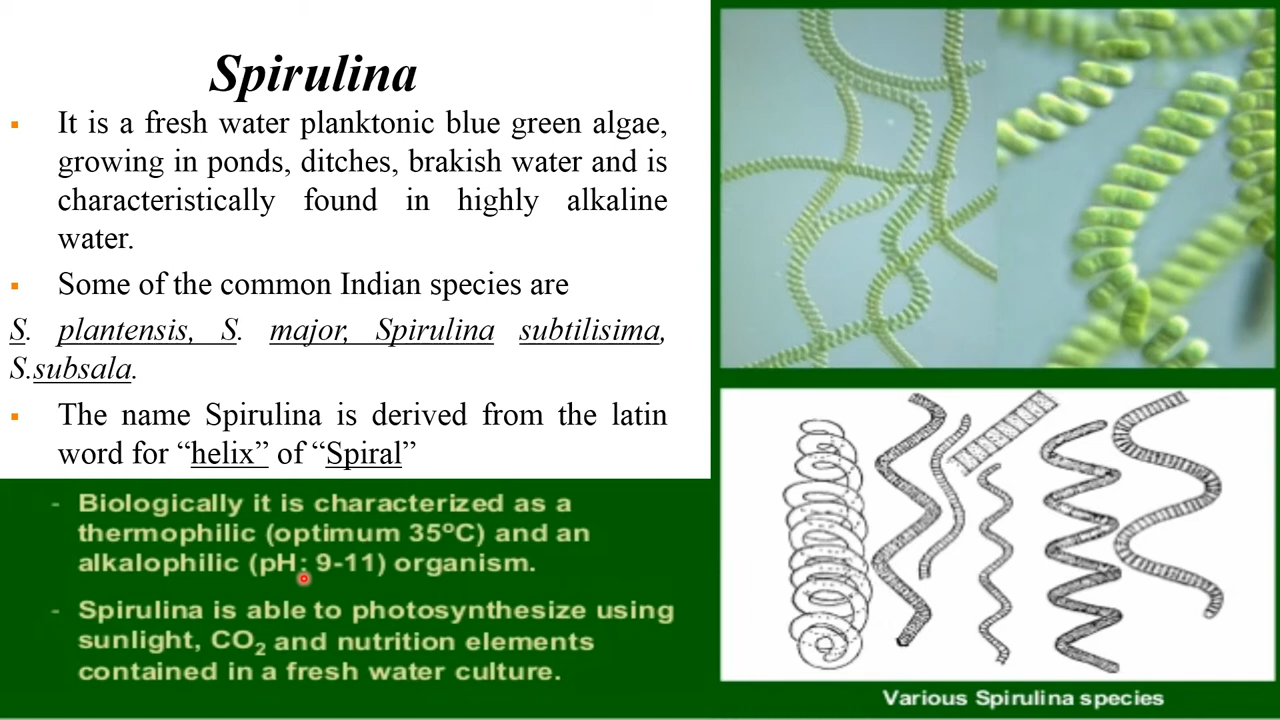 Spirulina
▪ It is a fresh water planktonic blue green algae,
growing in ponds, ditches, brakish water and is
characteristically found in highly alkaline
water.
▪ Some of the common Indian species are
S. plantensis, S. major, Spirulina subtilisima,
S.subsala.
▪ The name Spirulina is derived from the latin
word for “helix” of “Spiral”
- Biologically it is characterized as a
thermophilic (optimum 35ºC) and an
alkalophilic (pH: 9-11) organism.
- Spirulina is able to photosynthesize using
sunlight, CO₂ and nutrition elements
contained in a fresh water culture.
Various Spirulina species